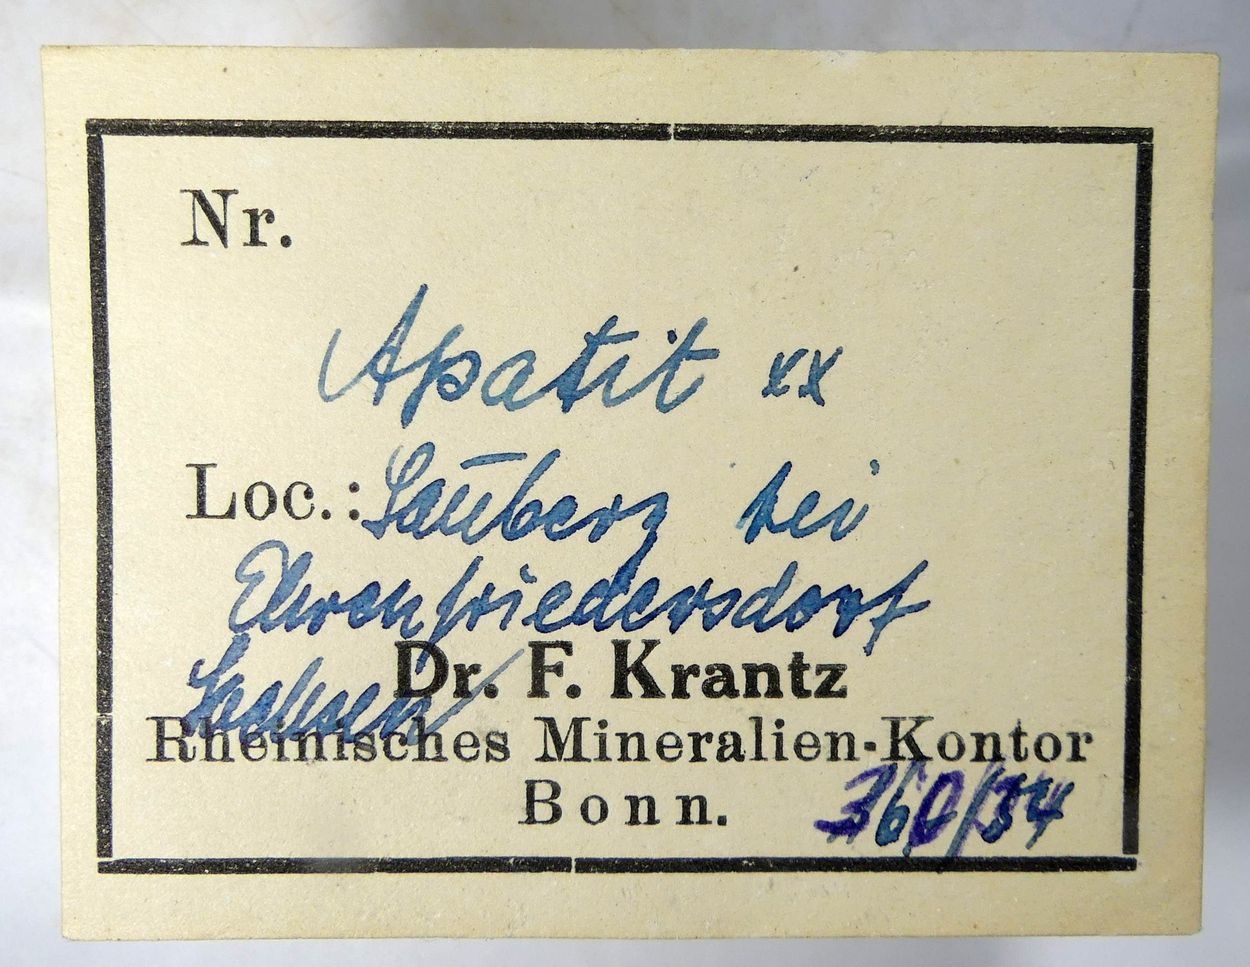 Nr.
Apatit xx
Loc.: Sauberg bei
Ehrenfriedersdorf
Sachsen
Dr. F. Krantz
Rheinisches Mineralien-Kontor
Bonn.
360/34